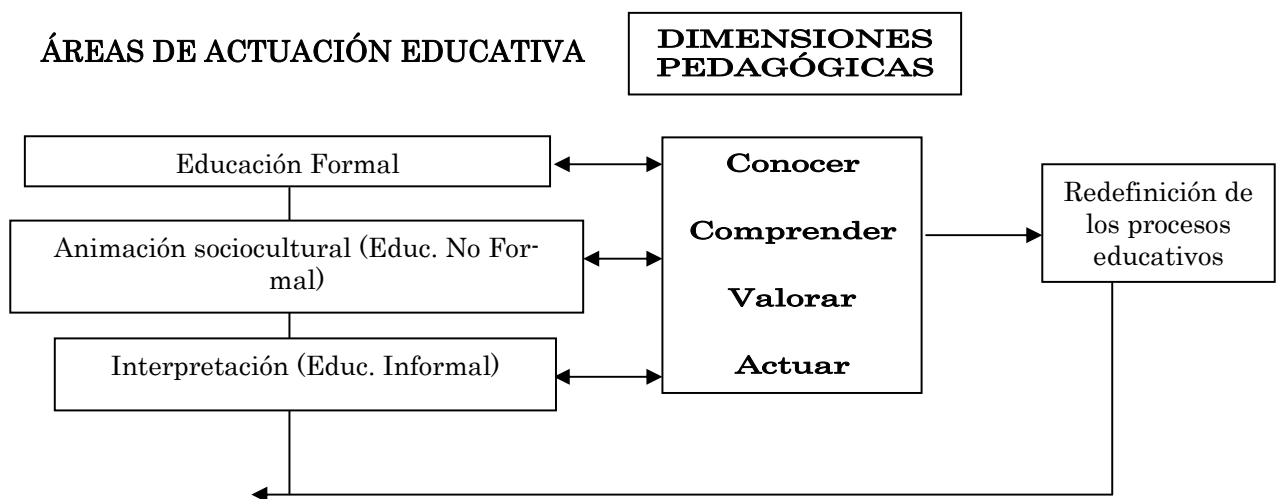 ÁREAS DE ACTUACIÓN EDUCATIVA
DIMENSIONES
PEDAGÓGICAS
Educación Formal
Animación sociocultural (Educ. No For-
mal)
Interpretación (Educ. Informal)
Conocer
Comprender
Valorar
Actuar
Redefinición de
los procesos
educativos